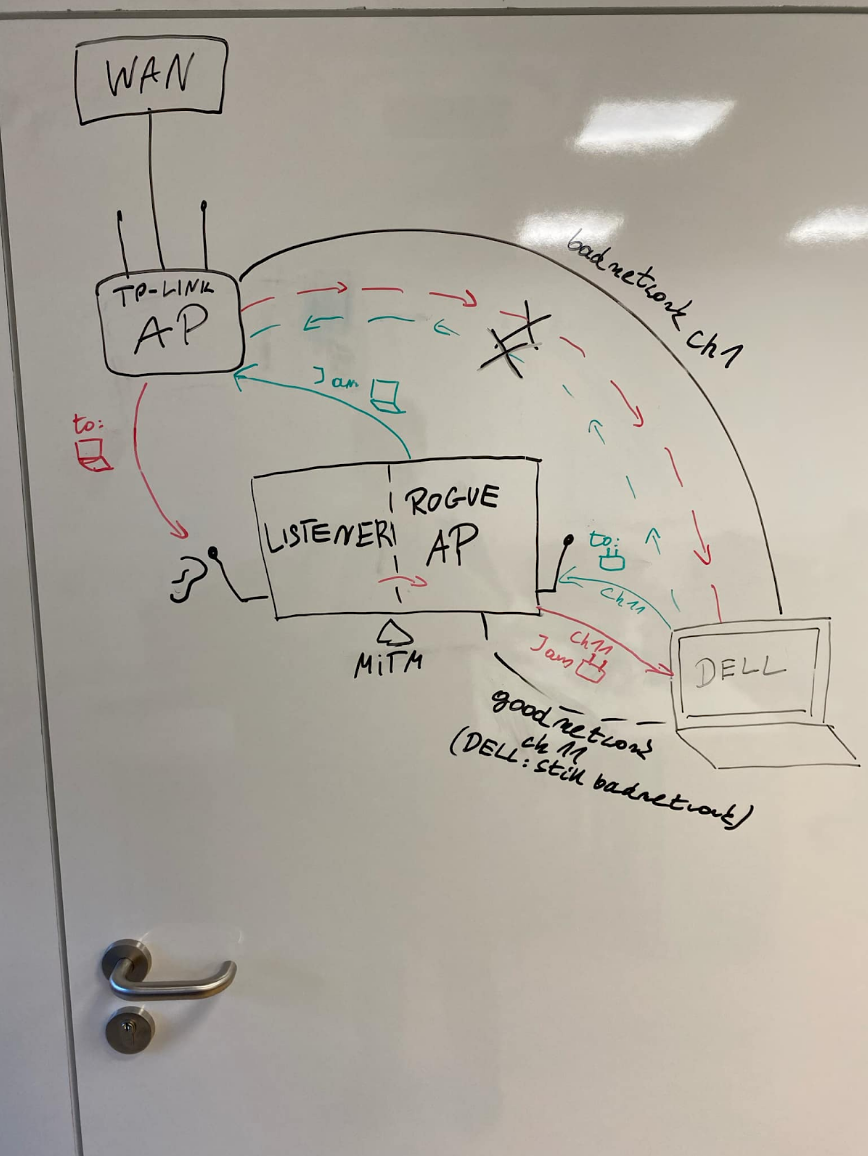 WAN
TP-LINK
AP
badnetwork ch1
Jam
to:
LISTENER
ROGUE
AP
to:
ch11
ch11
Jam
MiTM
DELL
goodnetwork
ch 11
(DELL: still badnetwork)